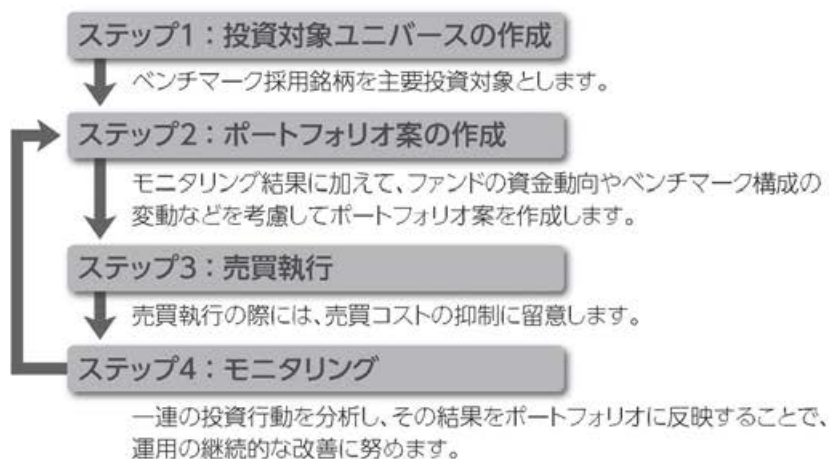 ステップ1：投資対象ユニバースの作成
ベンチマーク採用銘柄を主要投資対象とします。
ステップ2：ポートフォリオ案の作成
モニタリング結果に加えて、ファンドの資金動向やベンチマーク構成の
変動などを考慮してポートフォリオ案を作成します。
ステップ3：売買執行
売買執行の際には、売買コストの抑制に留意します。
ステップ4：モニタリング
一連の投資行動を分析し、その結果をポートフォリオに反映することで、
運用の継続的な改善に努めます。